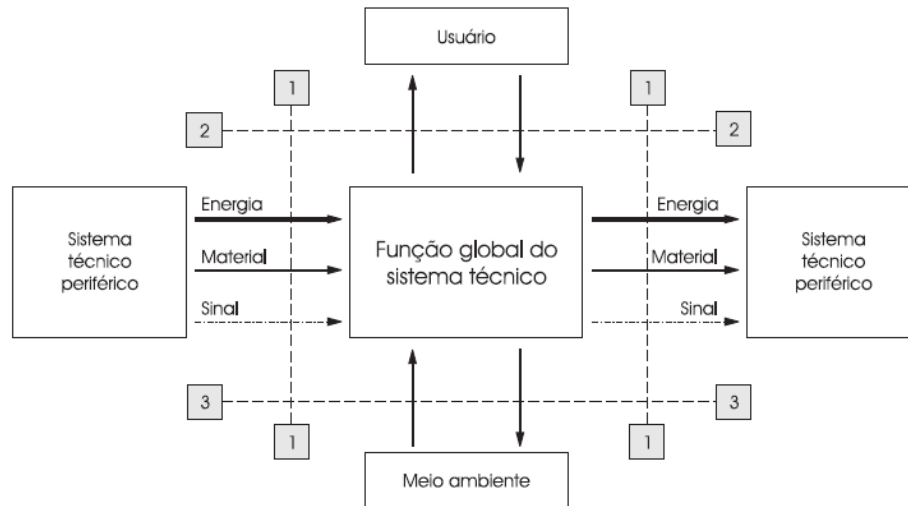 Usuário
1
1
2
2
Energia
Energia
Sistema
técnico
periférico
Material
Função global do
sistema técnico
Material
Sistema
técnico
periférico
Sinal
Sinal
3
3
1
1
Meio ambiente